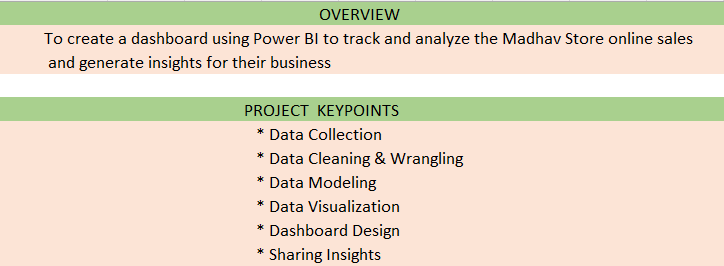 OVERVIEW
To create a dashboard using Power BI to track and analyze the Madhav Store online sales
and generate insights for their business
PROJECT KEYPOINTS
* Data Collection
* Data Cleaning & Wrangling
* Data Modeling
* Data Visualization
* Dashboard Design
* Sharing Insights